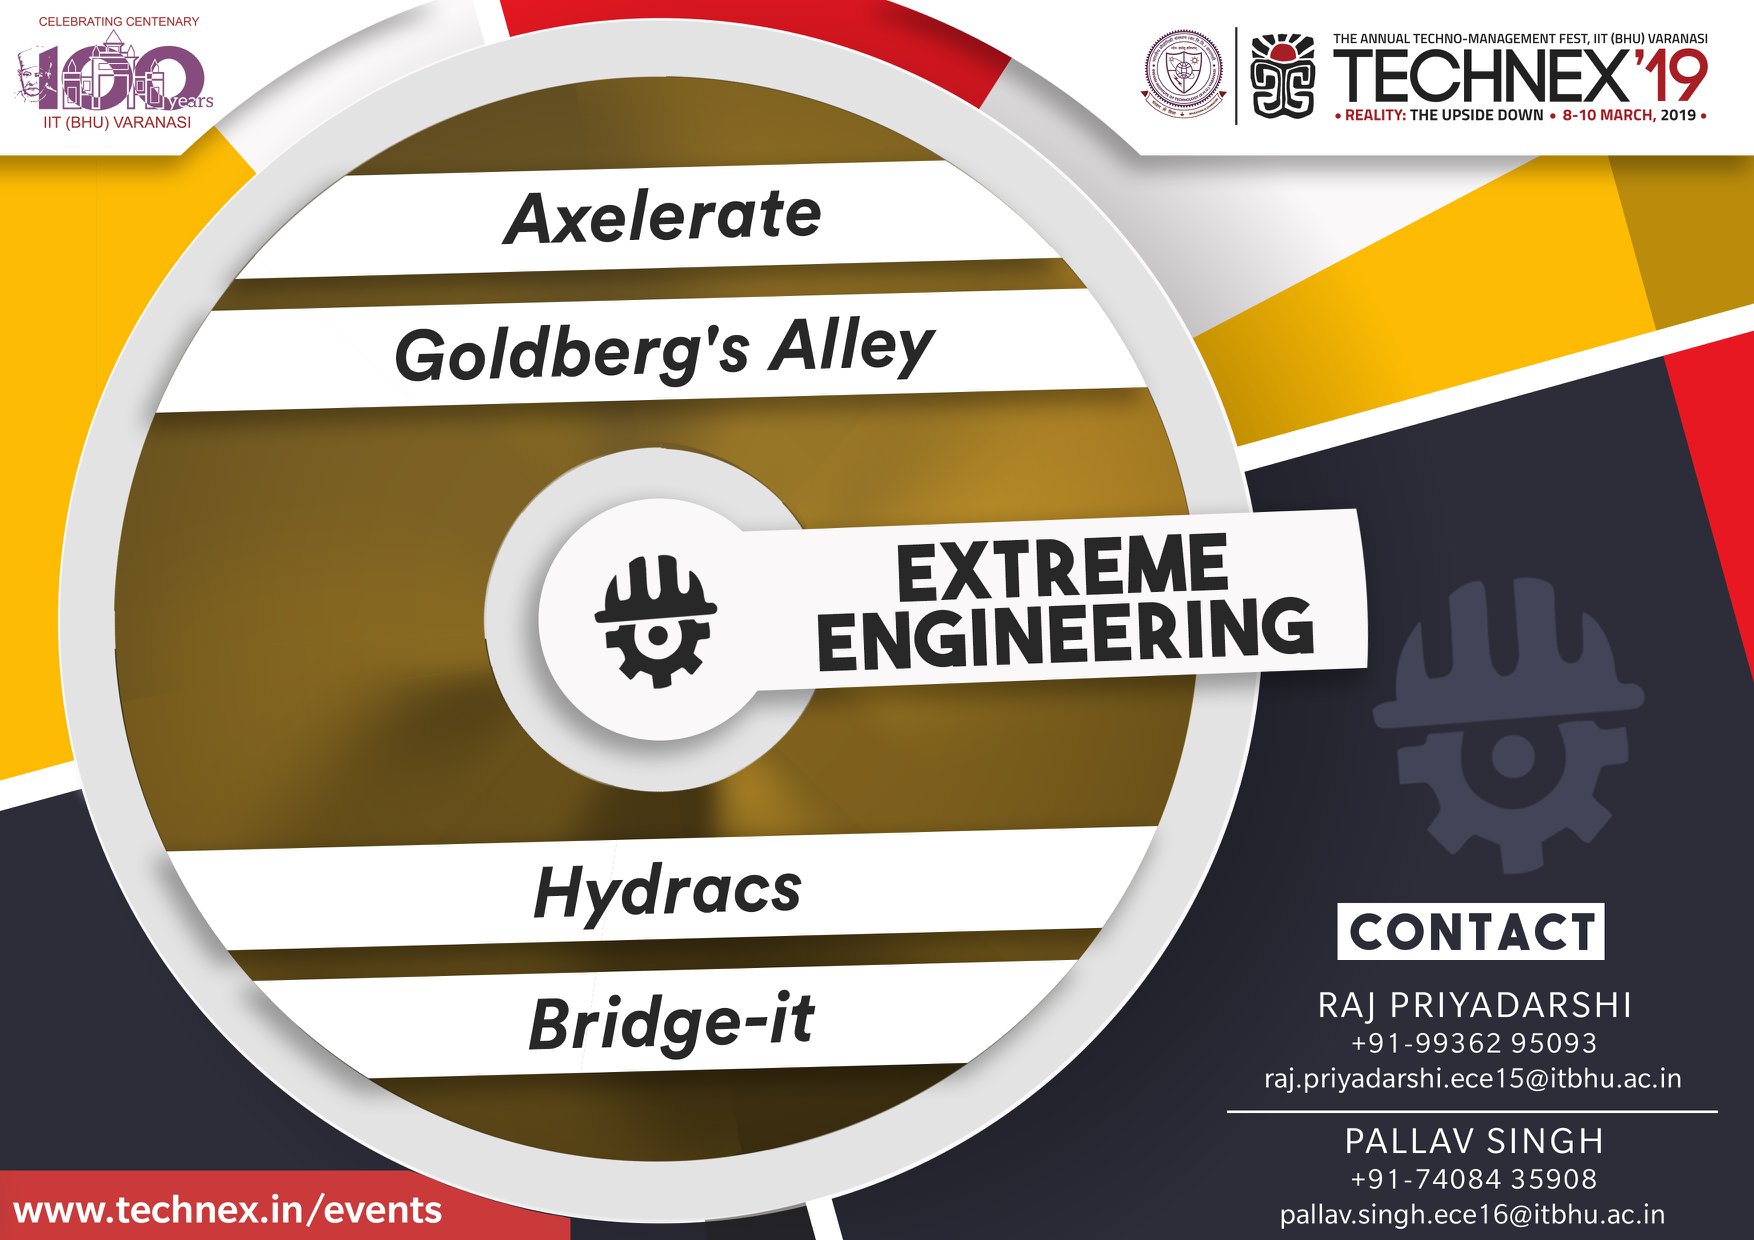 CELEBRATING CENTENARY
100
years
IIT (BHU) VARANASI
THE ANNUAL TECHNO-MANAGEMENT FEST, IIT (BHU) VARANASI
TECHNEX'19
• REALITY: THE UPSIDE DOWN • 8-10 MARCH, 2019 •
Axelerate
Goldberg's Alley
EXTREME
ENGINEERING
Hydracs
Bridge-it
CONTACT
RAJ PRIYADARSHI
+91-99362 95093
raj.priyadarshi.ece15@itbhu.ac.in
PALLAV SINGH
+91-74084 35908
pallav.singh.ece16@itbhu.ac.in
www.technex.in/events